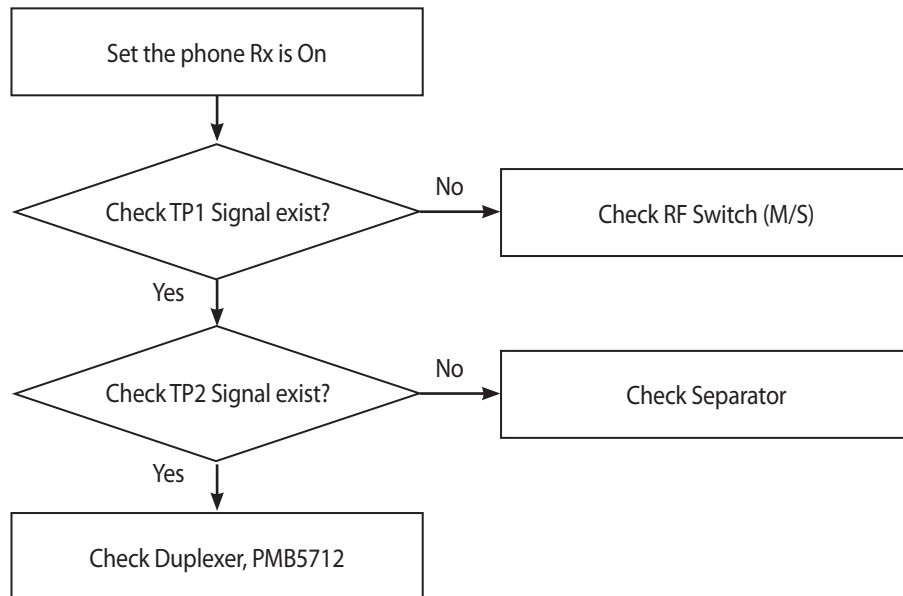 Set the phone Rx is On
Check TP1 Signal exist?
No
Check RF Switch (M/S)
Yes
Check TP2 Signal exist?
No
Check Separator
Yes
Check Duplexer, PMB5712